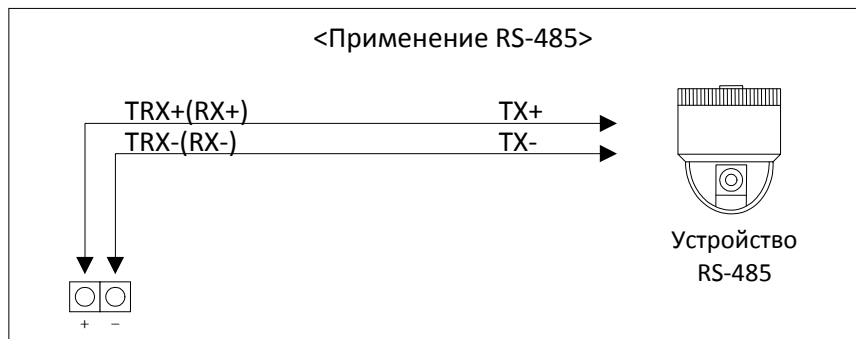 <Применение RS-485>
TRX+(RX+) TX+
TRX-(RX-) TX-
Устройство
RS-485
+ –